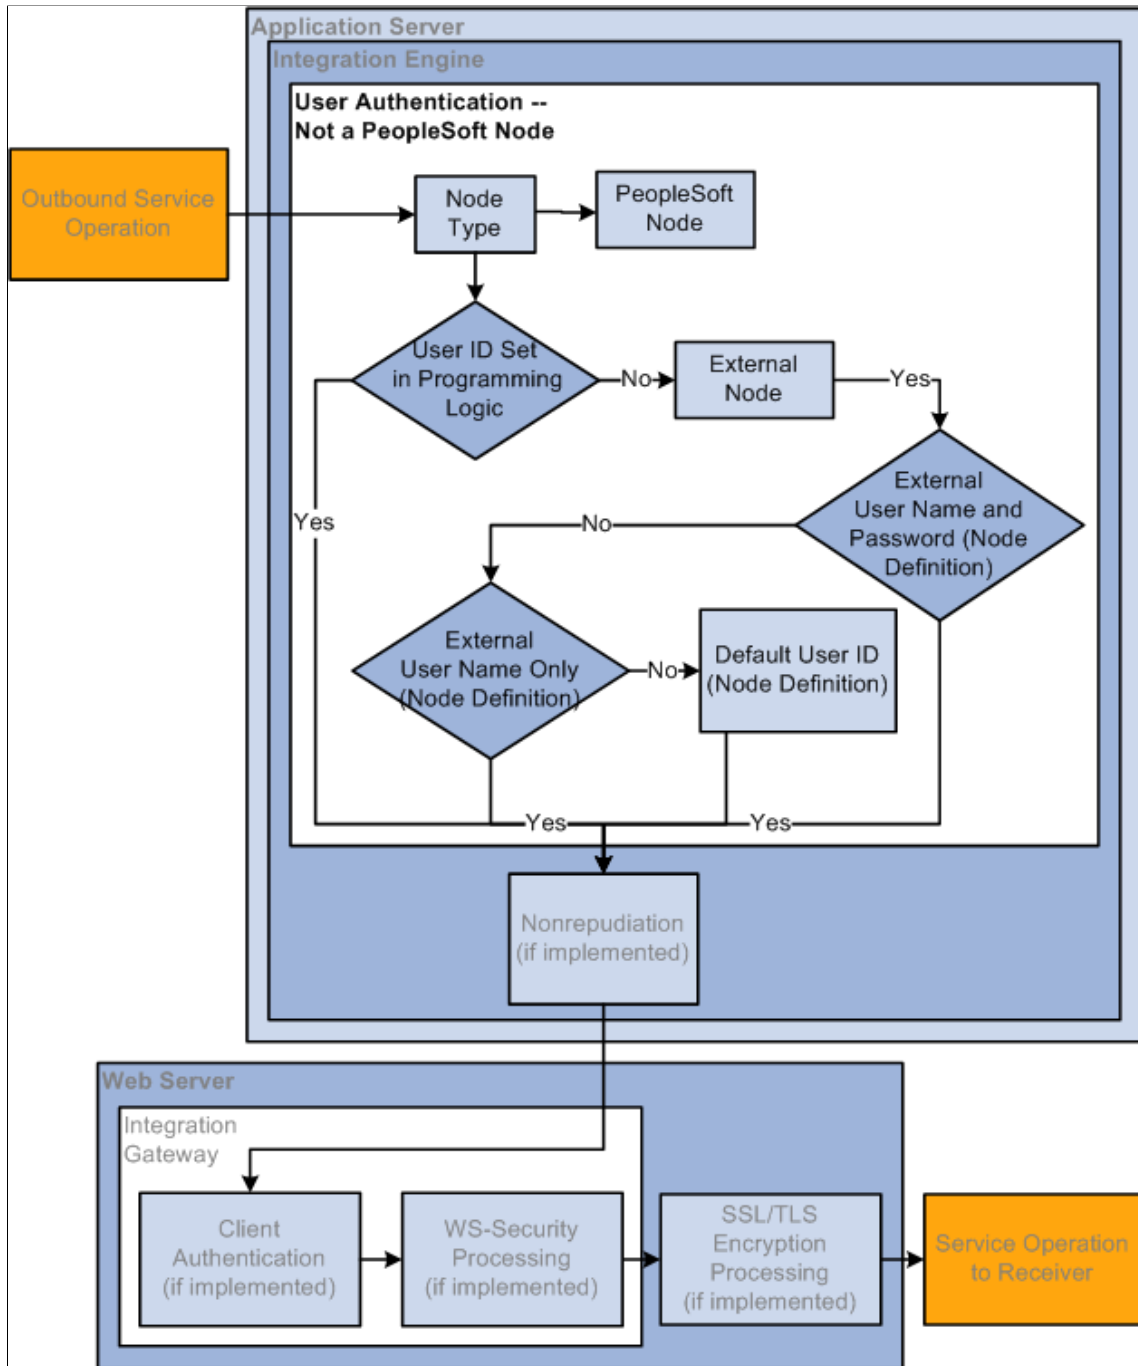 Application Server
Integration Engine
User Authentication --
Not a PeopleSoft Node
Outbound Service
Operation
Node
Type
PeopleSoft
Node
User ID Set
in Programming
Logic
No
External
Node
Yes
External
User Name and
Password (Node
Definition)
Yes
No
External
User Name Only
(Node Definition)
No
Default User ID
(Node Definition)
Yes
Yes
Nonrepudiation
(if implemented)
Web Server
Integration
Gateway
Client
Authentication
(if implemented)
WS-Security
Processing
(if implemented)
SSL/TLS
Encryption
Processing
(if implemented)
Service Operation
to Receiver